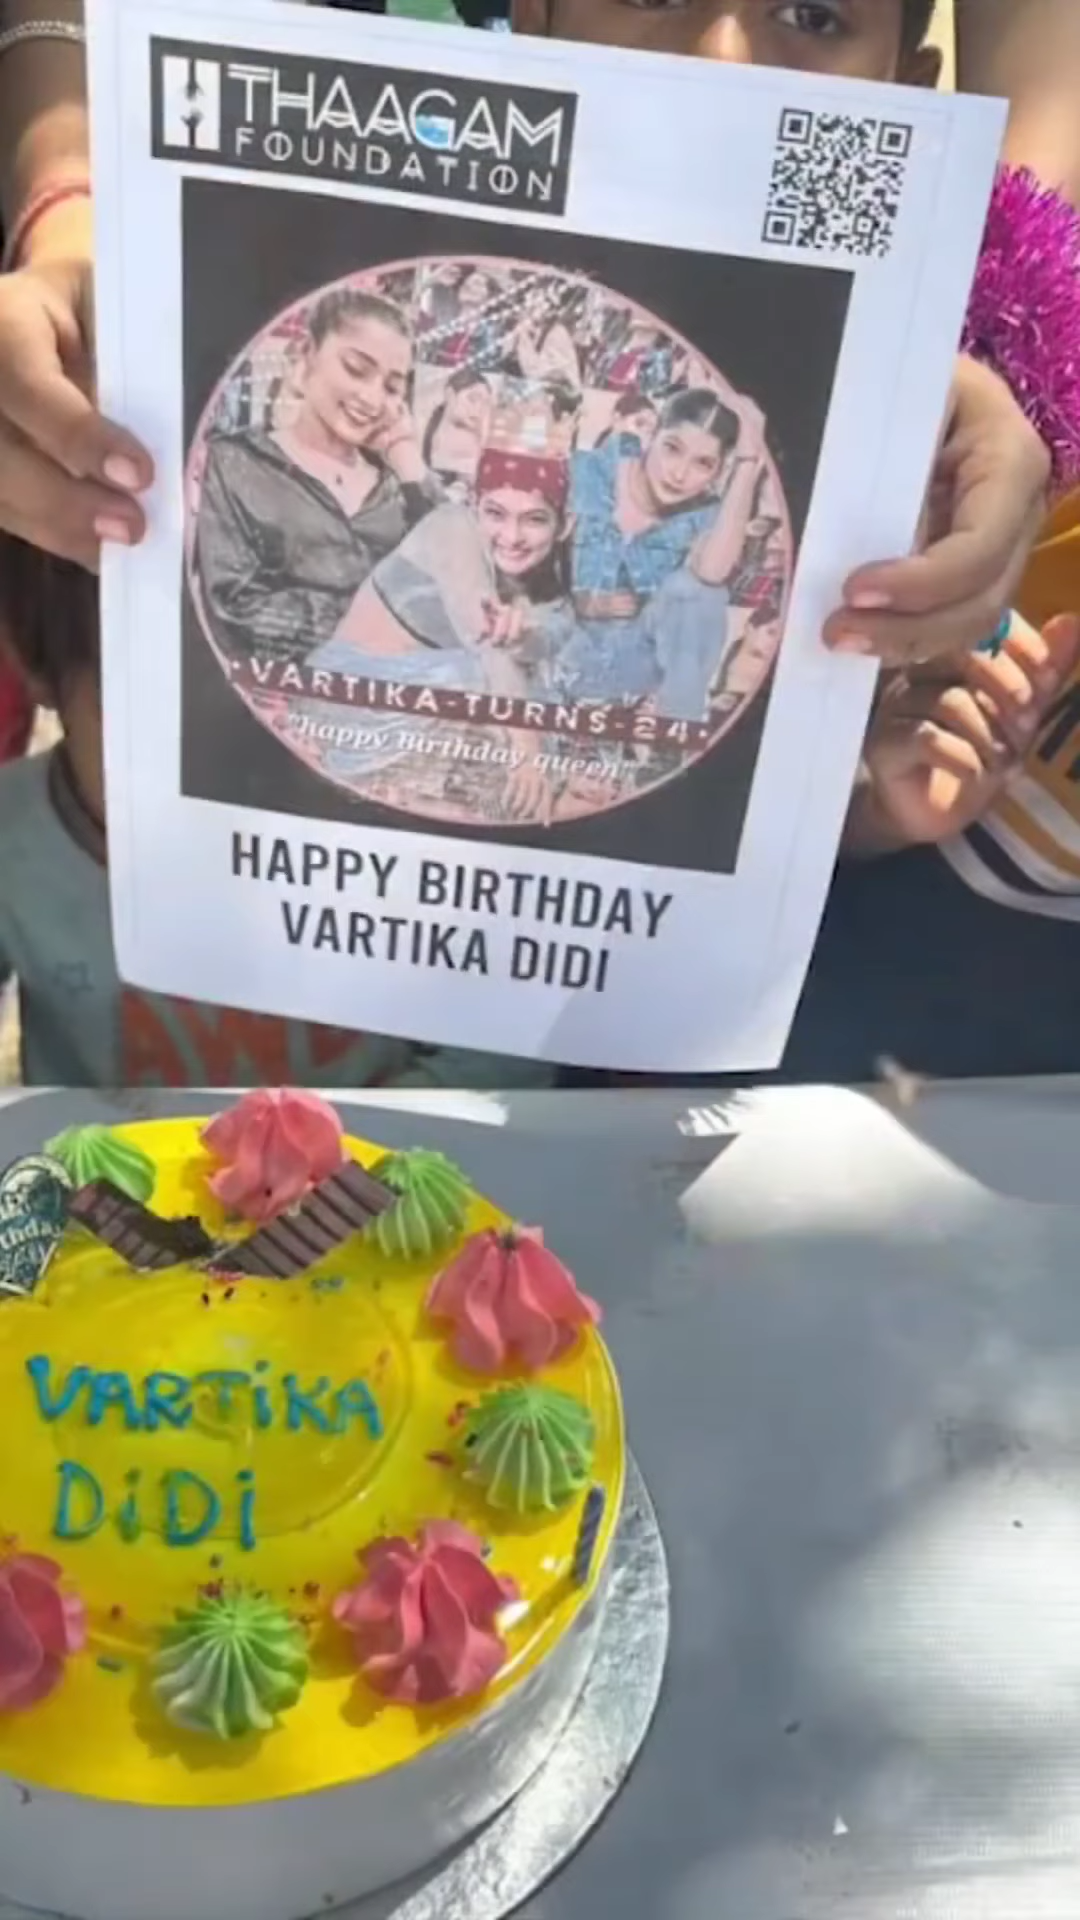 THAAGAM
FOUNDATION
•VARTIKA-TURNS-24•
"happy Birthday queen"
HAPPY BIRTHDAY
VARTIKA DIDI
VARTiKA
DiDi